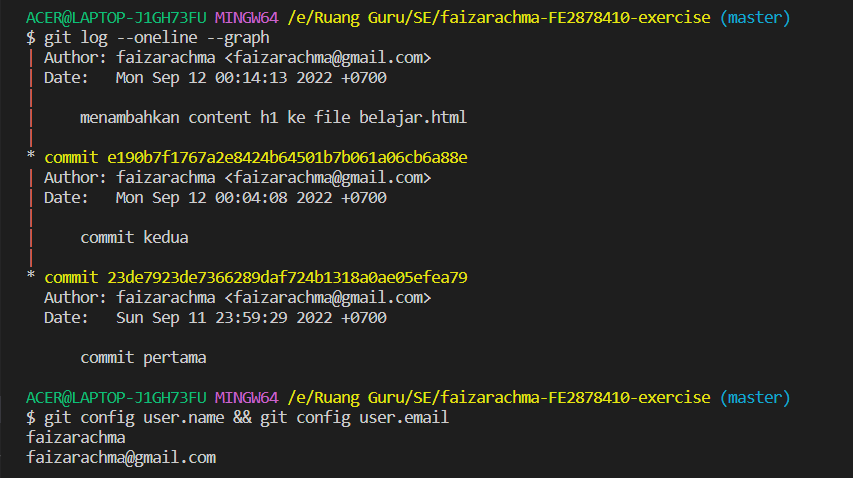 ACER@LAPTOP-J1GH73FU MINGW64 /e/Ruang Guru/SE/faizarachma-FE2878410-exercise (master)
$ git log --oneline --graph
| Author: faizarachma <faizarachma@gmail.com>
| Date:   Mon Sep 12 00:14:13 2022 +0700
|
|     menambahkan content h1 ke file belajar.html
|
* commit e190b7f1767a2e8424b64501b7b061a06cb6a88e
| Author: faizarachma <faizarachma@gmail.com>
| Date:   Mon Sep 12 00:04:08 2022 +0700
|
|     commit kedua
|
* commit 23de7923de7366289daf724b1318a0ae05efea79
  Author: faizarachma <faizarachma@gmail.com>
  Date:   Sun Sep 11 23:59:29 2022 +0700

      commit pertama

ACER@LAPTOP-J1GH73FU MINGW64 /e/Ruang Guru/SE/faizarachma-FE2878410-exercise (master)
$ git config user.name && git config user.email
faizarachma
faizarachma@gmail.com